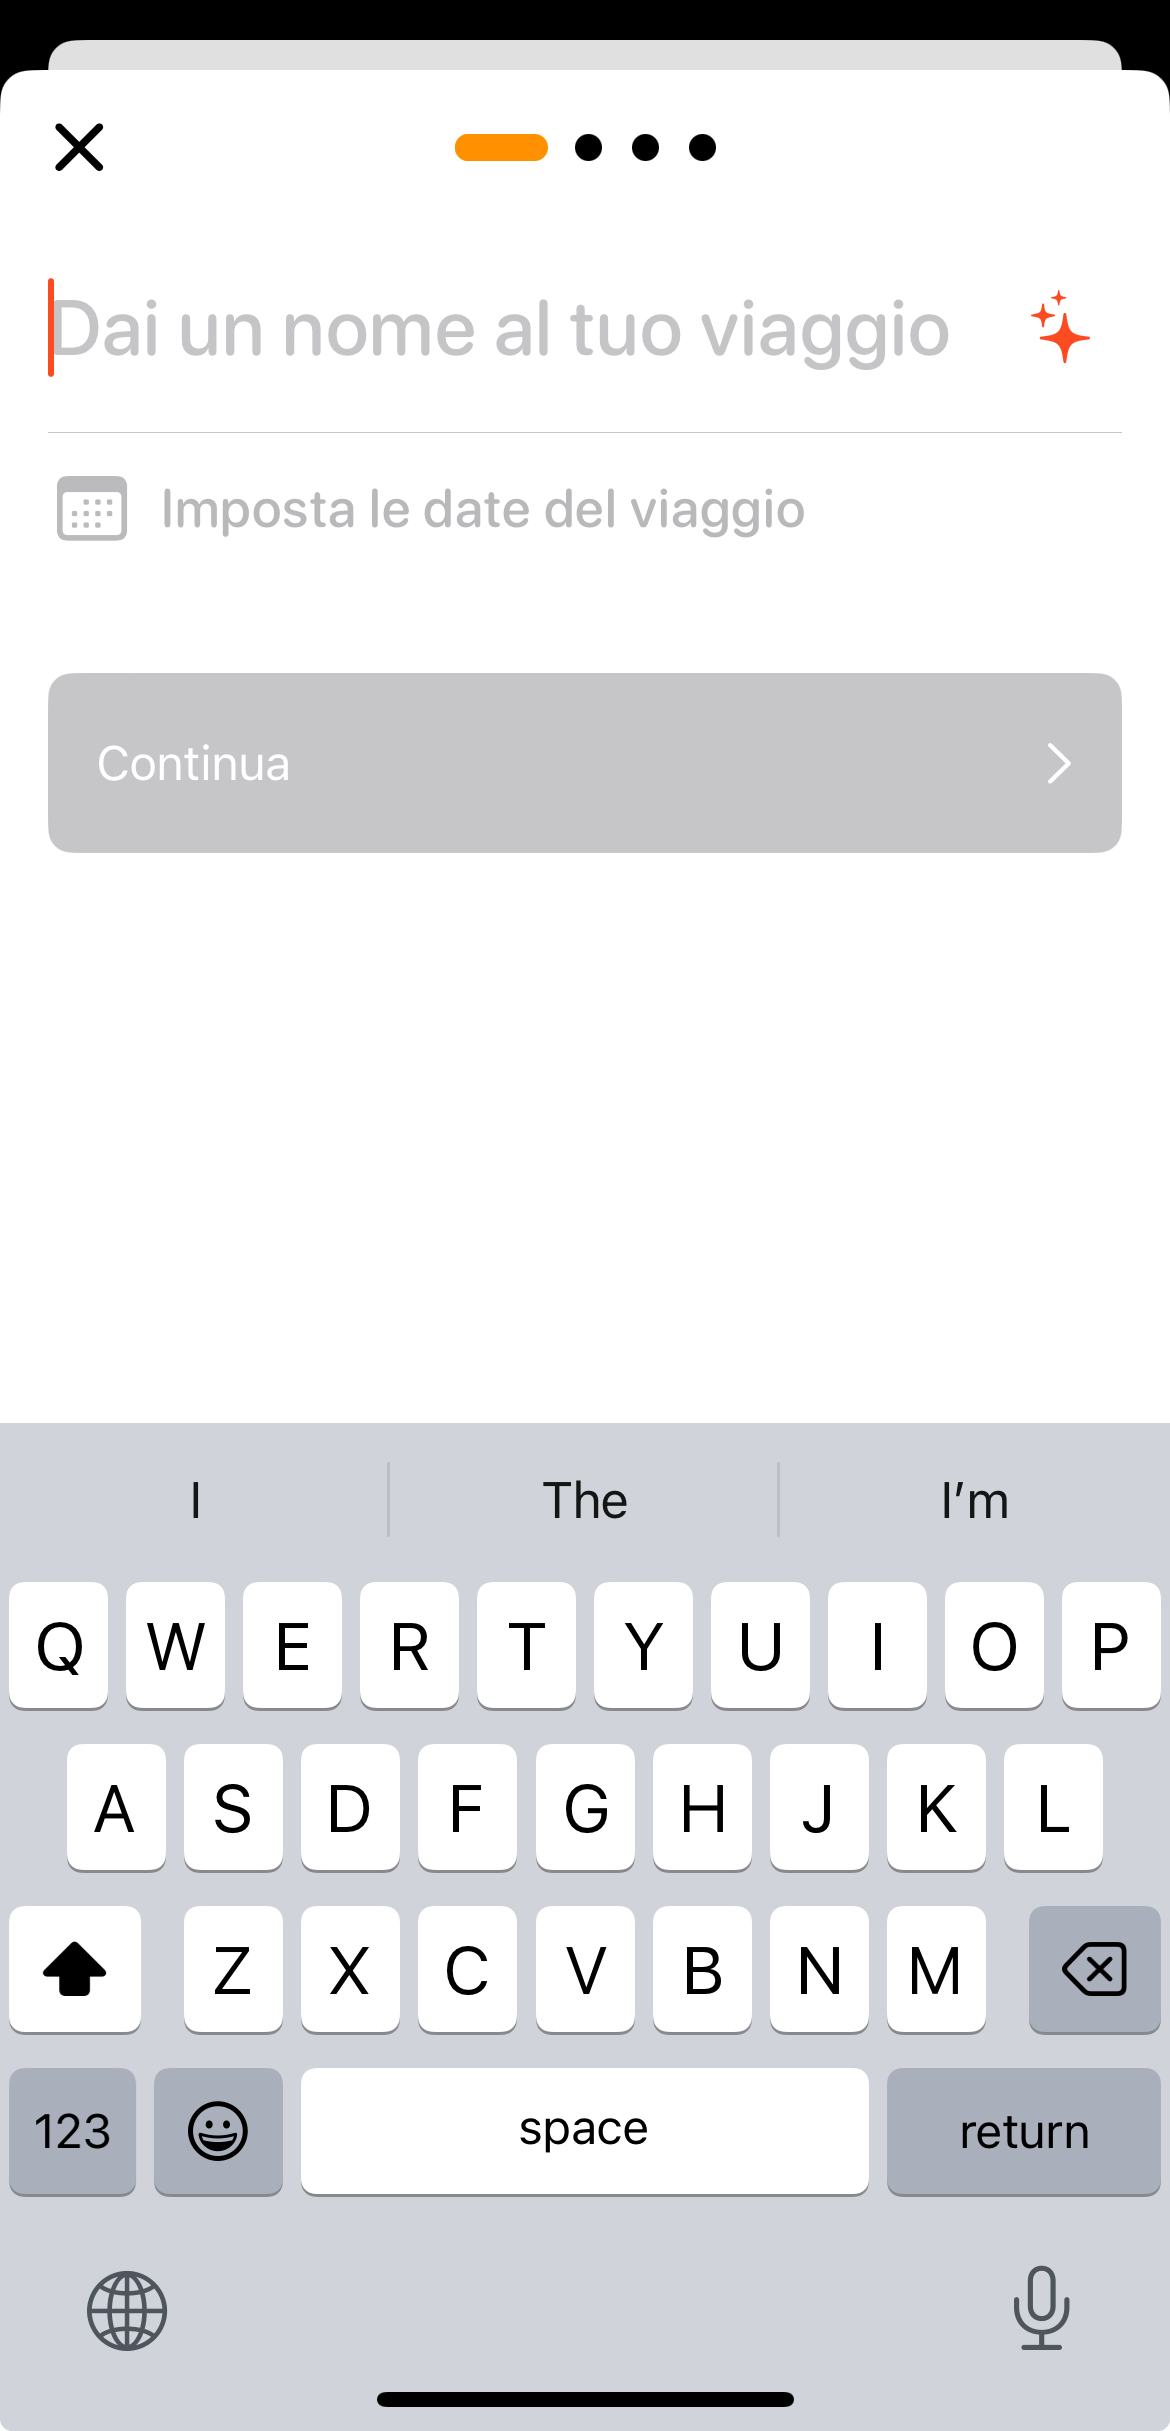 Dai un nome al tuo viaggio
Imposta le date del viaggio
Continua
I The I’m
Q W E R T Y U I O P
A S D F G H J K L
Z X C V B N M
123 space return